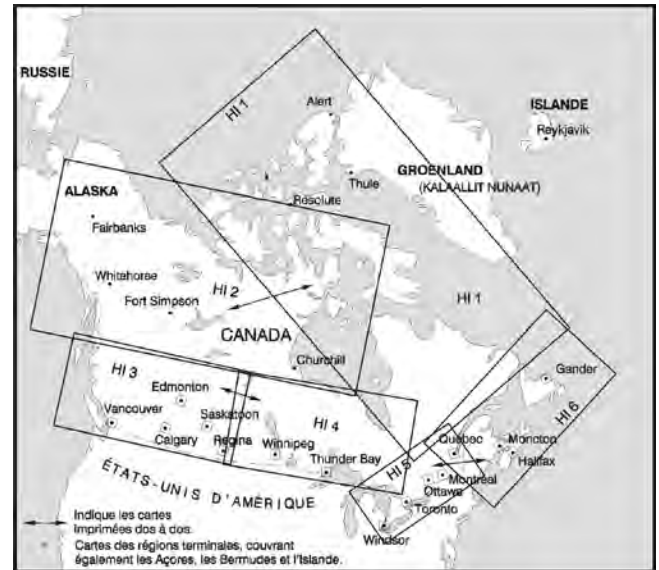 RUSSIE
HI 1
Alert
ISLANDE
Reykjavik
GROENLAND
(KALAALLIT NUNAAT)
Thule
ALASKA
Resolute
Fairbanks
Whitehorse
HI 2
Fort Simpson
HI 1
CANADA
Churchill
HI 3
Edmonton
Gander
HI 6
Vancouver
Saskatoon
HI 4
Calgary
Regina
Winnipeg
Québec
Moncton
Halifax
Thunder Bay
HI 5
Montréal
Ottawa
Toronto
Windsor
ÉTATS-UNIS D'AMÉRIQUE
Indique les cartes
Imprimées dos à dos.
Cartes des régions terminales, couvrant
également les Açores, les Bermudes et l'Islande.